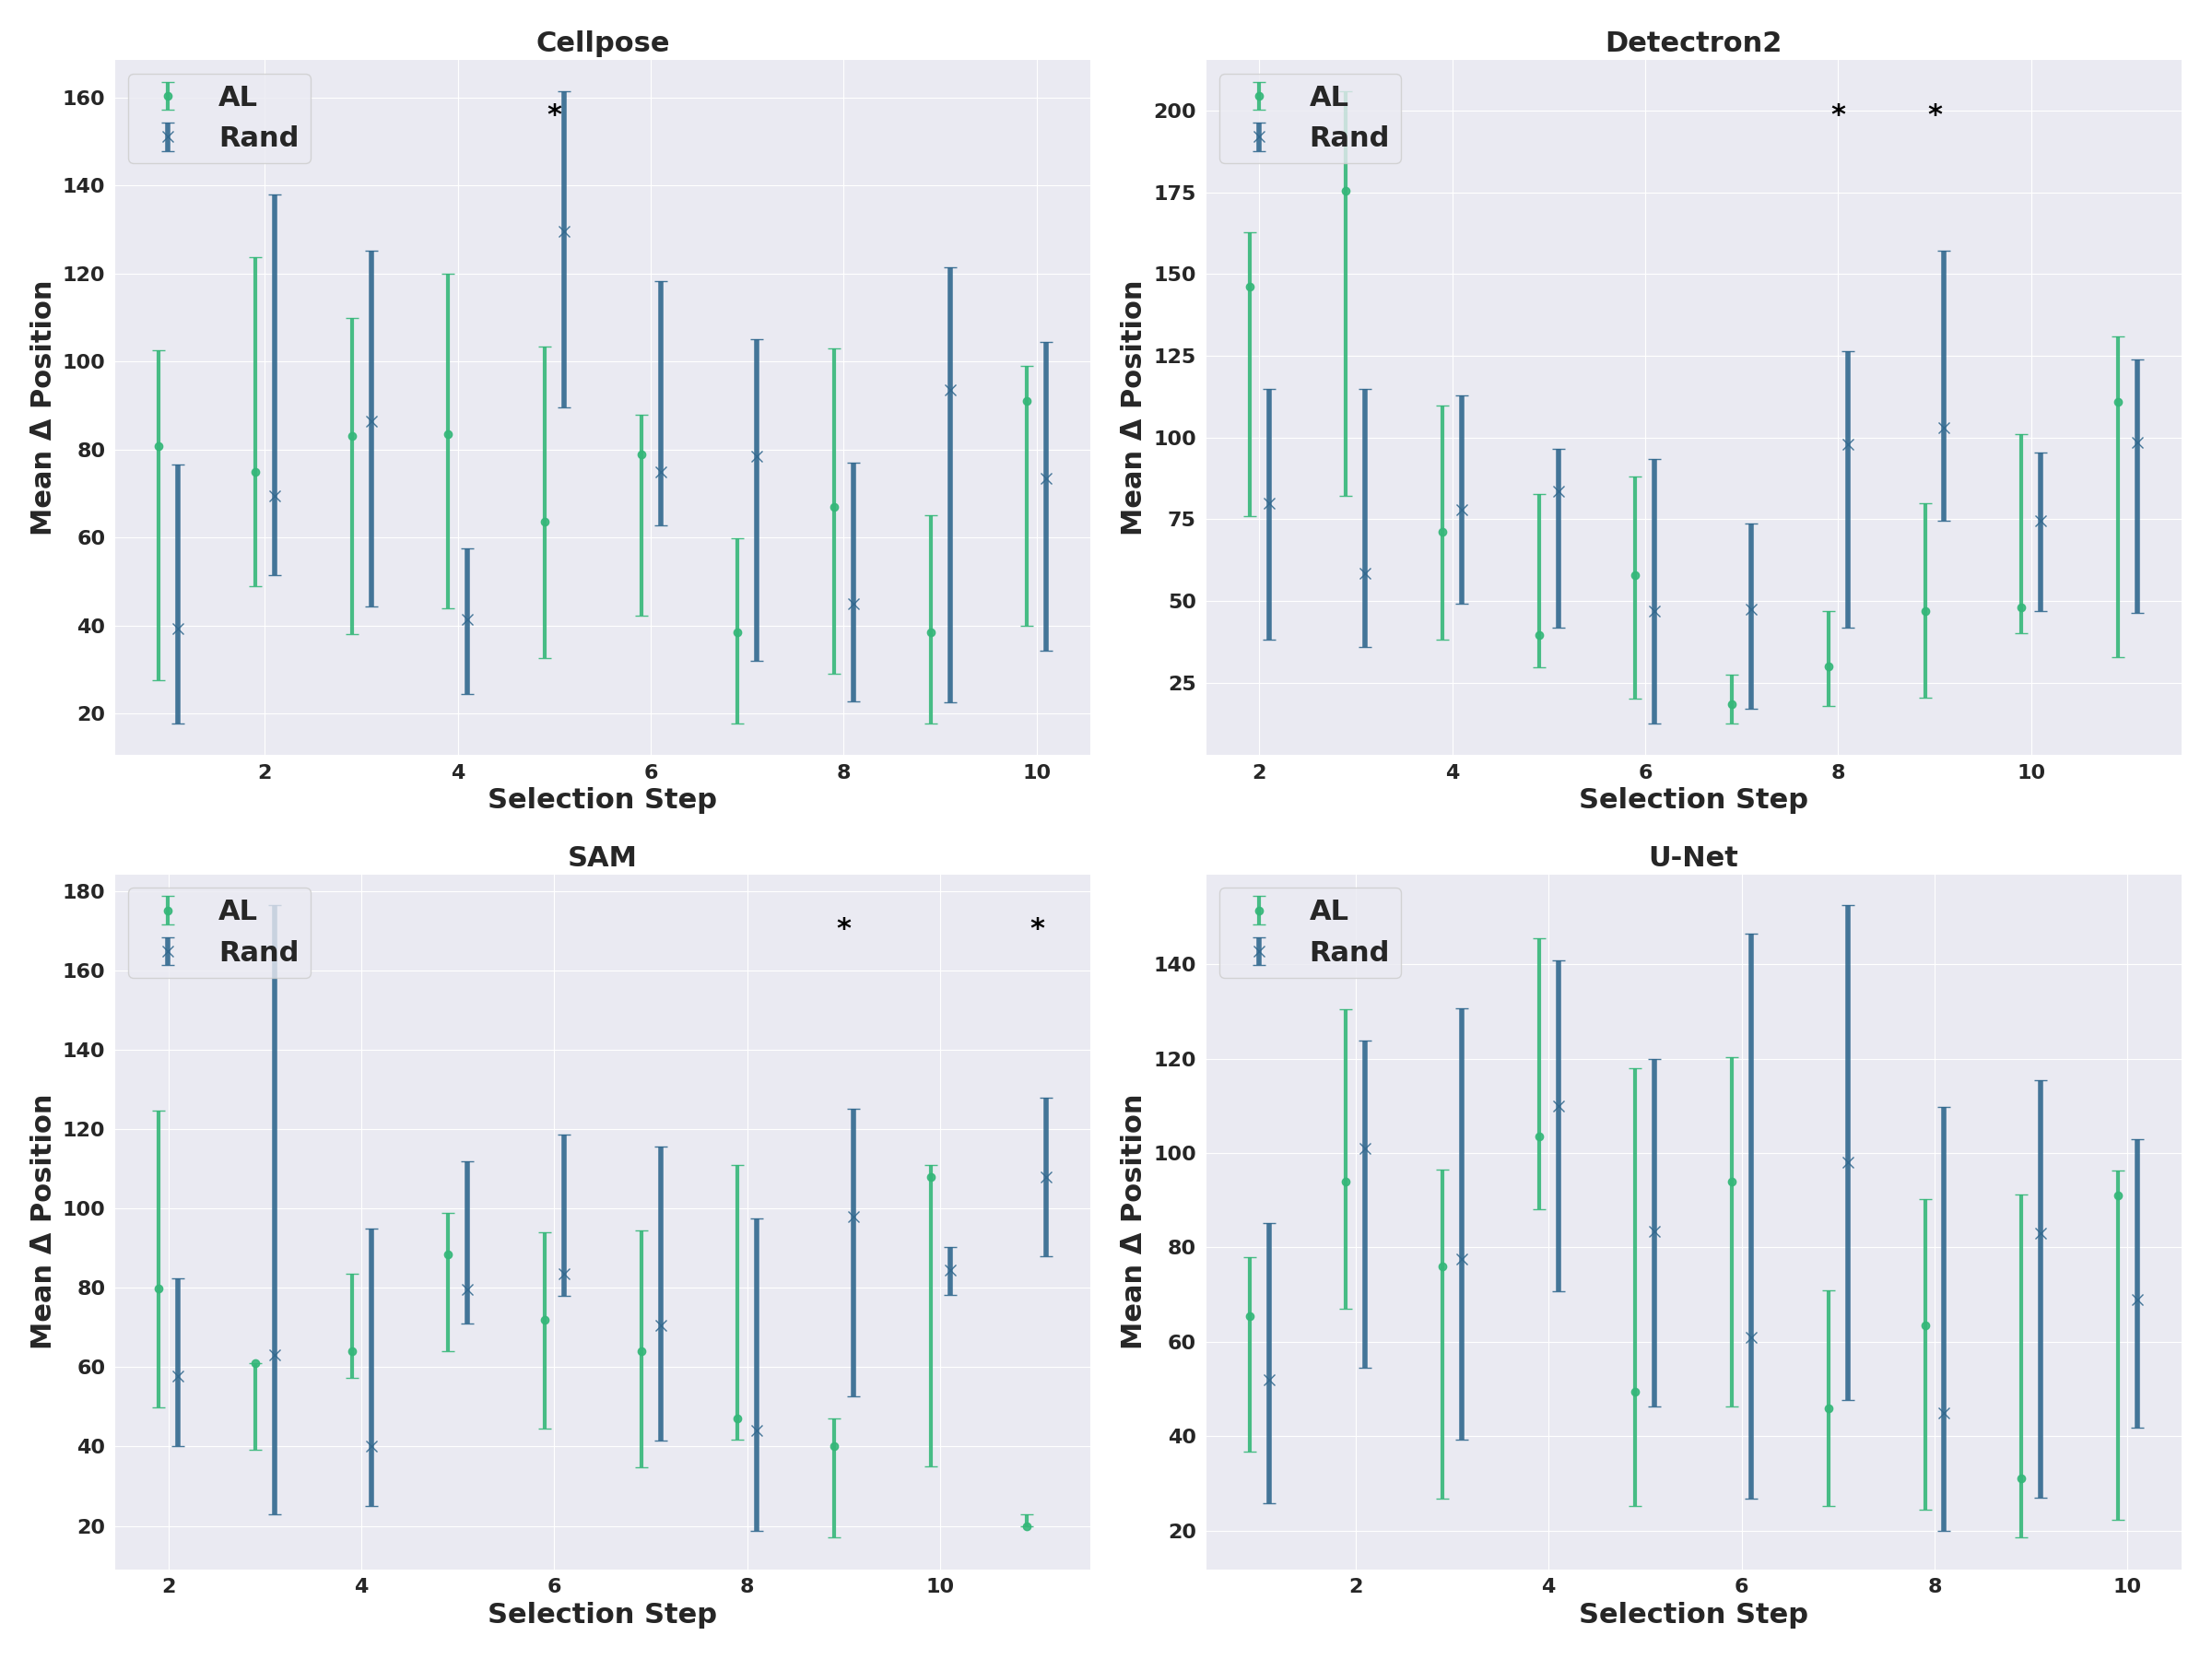 Cellpose
AL
Rand
*
160
140
120
100
80
60
40
20
Mean Δ Position
2 4 6 8 10
Selection Step
Detectron2
AL
Rand
* *
200
175
150
125
100
75
50
25
Mean Δ Position
2 4 6 8 10
Selection Step
SAM
AL
Rand
* *
180
160
140
120
100
80
60
40
20
Mean Δ Position
2 4 6 8 10
Selection Step
U-Net
AL
Rand
140
120
100
80
60
40
20
Mean Δ Position
2 4 6 8 10
Selection Step